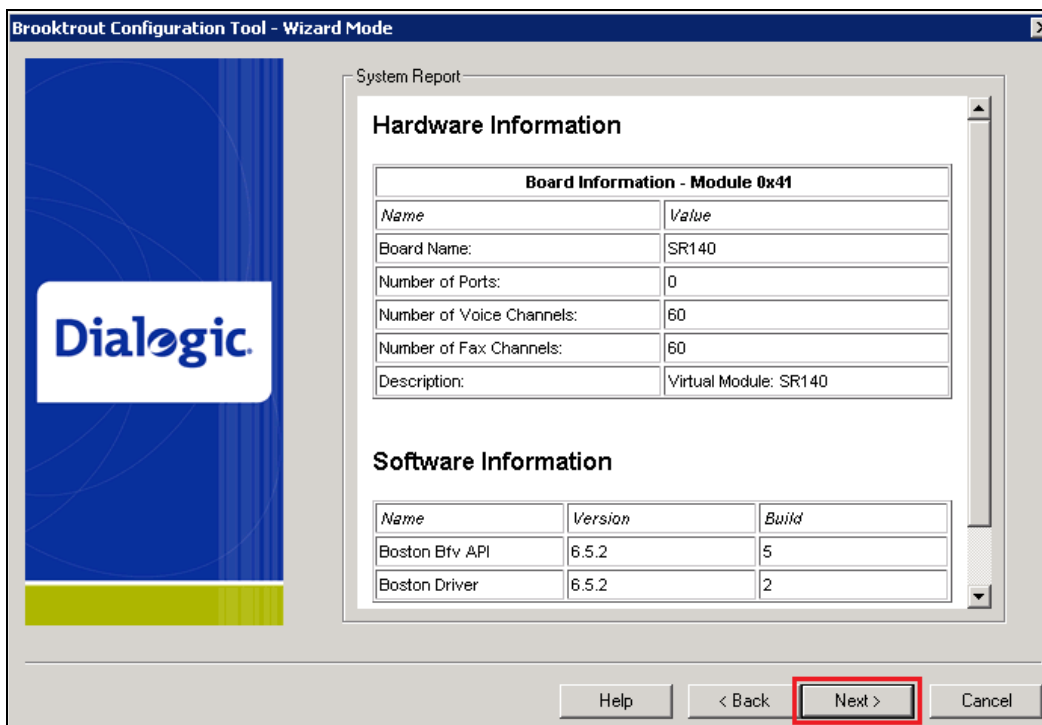 Brooktrout Configuration Tool - Wizard Mode
Dialogic.
System Report
Hardware Information
Board Information - Module 0x41
Name Value
Board Name: SR140
Number of Ports: 0
Number of Voice Channels: 60
Number of Fax Channels: 60
Description: Virtual Module: SR140
Software Information
Name Version Build
Boston Bfv API 6.5.2 5
Boston Driver 6.5.2 2
Help < Back Next > Cancel